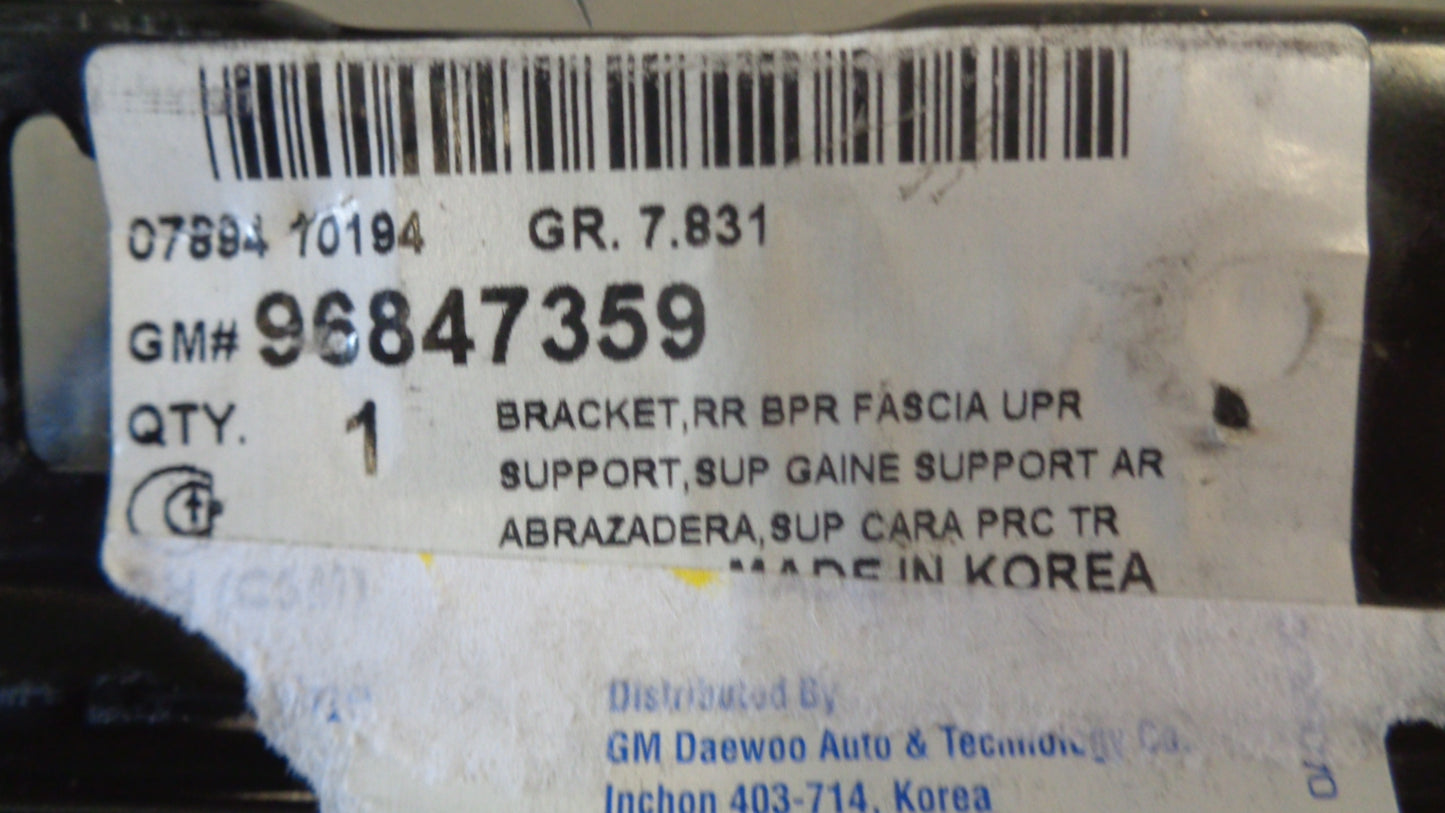 07894 10194 GR. 7.831
GM# 96847359
QTY. 1
BRACKET,RR BPR FASCIA UPR
SUPPORT,SUP GAINE SUPPORT AR
ABRAZADERA,SUP CARA PRC TR
MADE IN KOREA
Distributed By
GM Daewoo Auto & Technology Co.
Inchon 403-714, Korea